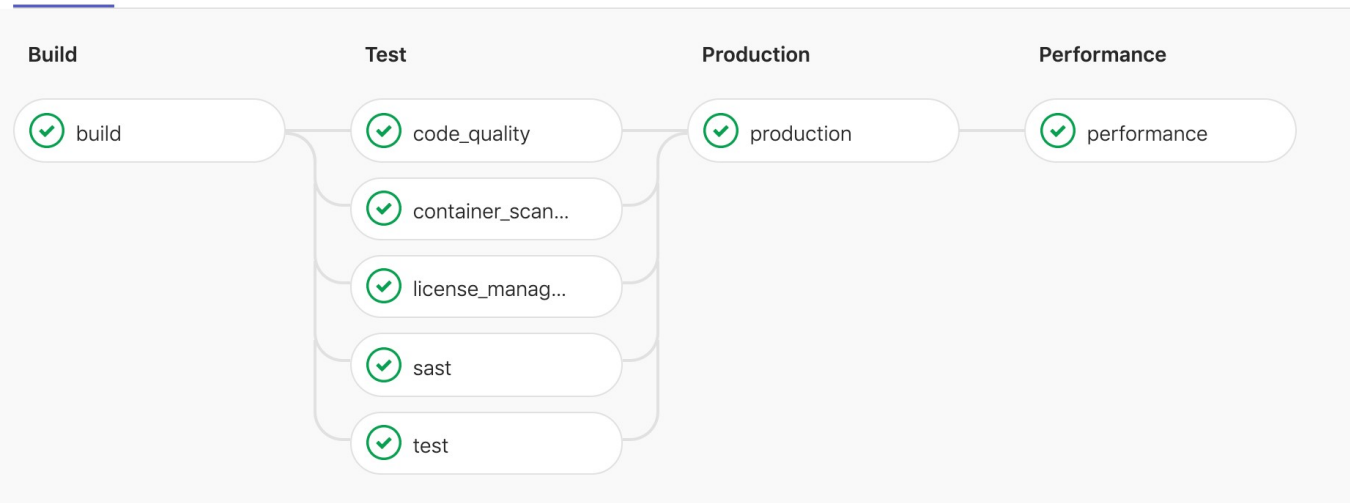 Build
Test
Production
Performance
build
code_quality
production
performance
container_scan...
license_manag...
sast
test